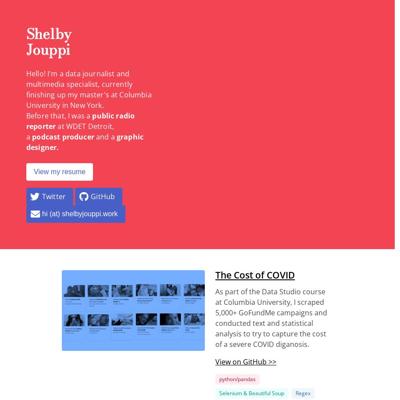 Shelby
Jouppi
Hello! I'm a data journalist and
multimedia specialist, currently
finishing up my master's at Columbia
University in New York.
Before that, I was a public radio
reporter at WDET Detroit,
a podcast producer and a graphic
designer.
View my resume
Twitter
GitHub
hi (at) shelbyjouppi.work
The Cost of COVID
As part of the Data Studio course
at Columbia University, I scraped
5,000+ GoFundMe campaigns and
conducted text and statistical
analysis to try to capture the cost
of a severe COVID diganosis.
View on GitHub >>
python/pandas
Selenium & Beautiful Soup
Regex